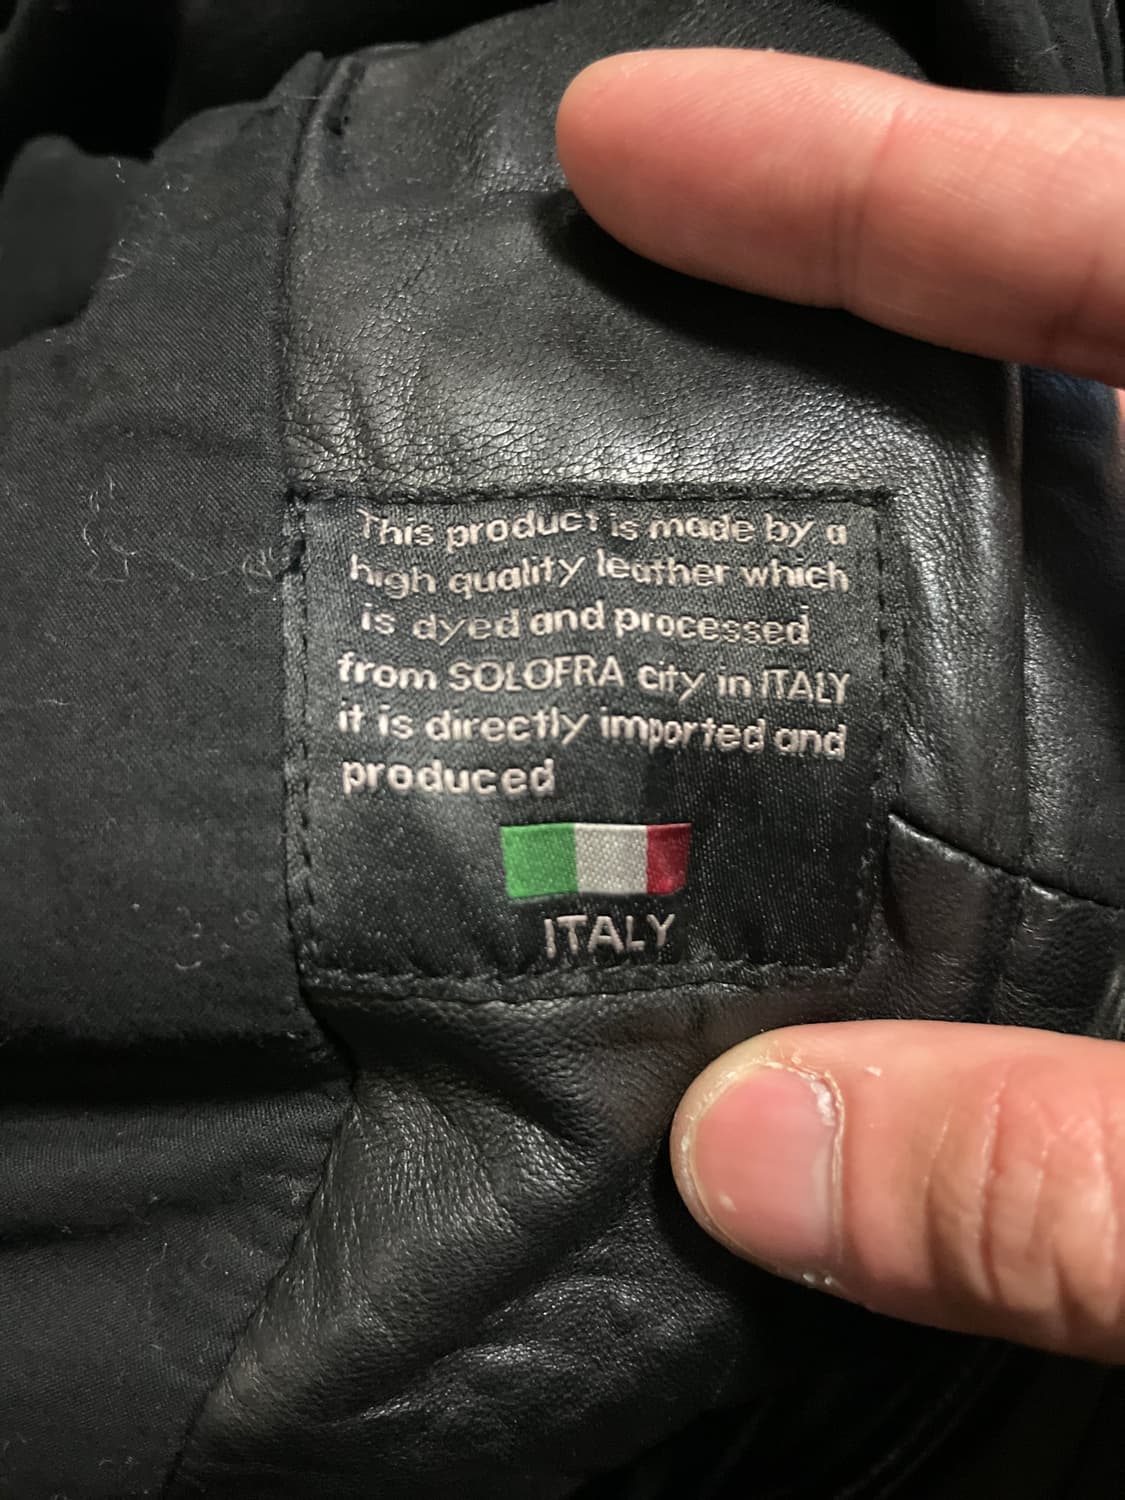 This product is made by a
high quality leather which
is dyed and processed
from SOLOFRA city in ITALY
it is directly imported and
produced
ITALY